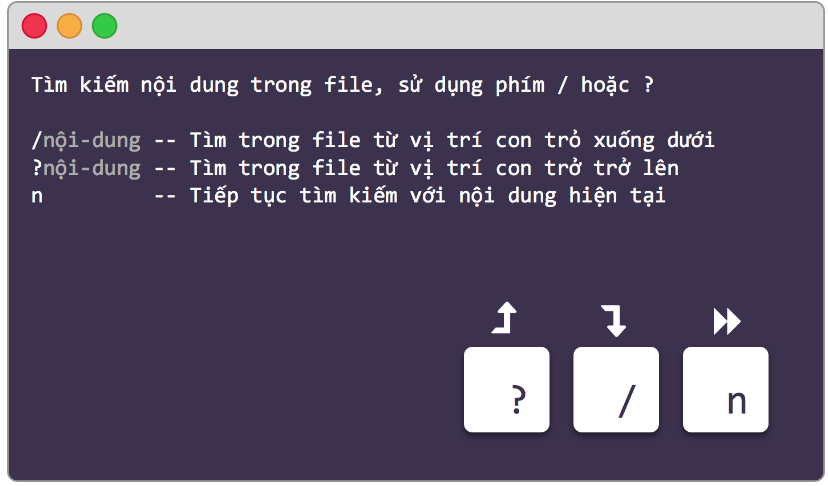 Tìm kiếm nội dung trong file, sử dụng phím / hoặc ?
/nội-dung -- Tìm trong file từ vị trí con trỏ xuống dưới
?nội-dung -- Tìm trong file từ vị trí con trở trở lên
n -- Tiếp tục tìm kiếm với nội dung hiện tại
? / n